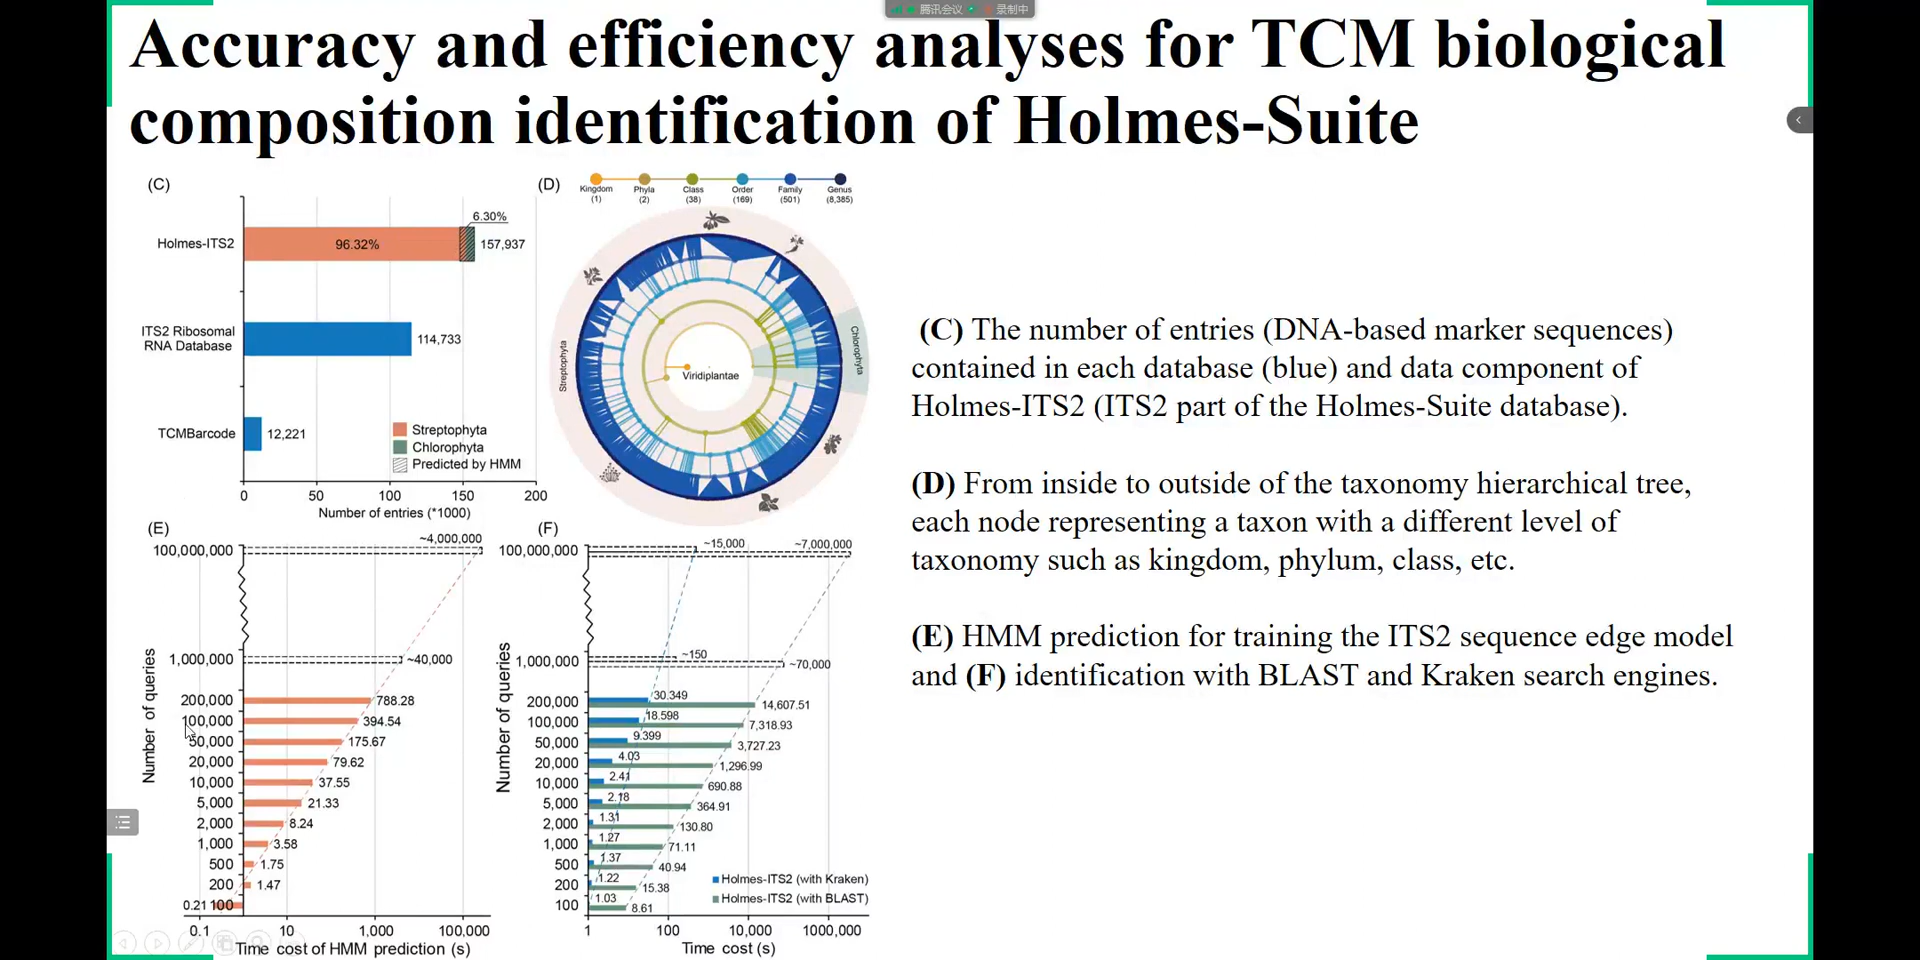 腾讯会议
录制中
Accuracy and efficiency analyses for TCM biological
composition identification of Holmes-Suite
(C)
6.30%
Holmes-ITS2
96.32%
157,937
ITS2 Ribosomal
RNA Database
114,733
TCMBarcode
12,221
Streptophyta
Chlorophyta
Predicted by HMM
0 50 100 150 200
Number of entries (*1000)
(D)
Kingdom Phyla Class Order Family Genus
(1) (2) (38) (169) (501) (8,385)
Streptophyta
Viridiplantae
Chlorophyta
(E)
100,000,000 ~4,000,000
1,000,000 ~40,000
200,000 788.28
100,000 394.54
50,000 175.67
20,000 79.62
10,000 37.55
5,000 21.33
2,000 8.24
1,000 3.58
500 1.75
200 1.47
0.21 100
Number of queries
0.1 10 1,000 100,000
Time cost of HMM prediction (s)
(F)
100,000,000 ~15,000 ~7,000,000
1,000,000 ~150 ~70,000
200,000 30.349 14,607.51
100,000 18.598 7,318.93
50,000 9.399 3,727.23
20,000 4.03 1,296.99
10,000 2.41 690.88
5,000 2.18 364.91
2,000 1.31 130.80
1,000 1.27 71.11
500 1.37 40.94
200 1.22 15.38
100 1.03 8.61
Number of queries
Holmes-ITS2 (with Kraken)
Holmes-ITS2 (with BLAST)
1 100 10,000 1000,000
Time cost (s)
(C) The number of entries (DNA-based marker sequences)
contained in each database (blue) and data component of
Holmes-ITS2 (ITS2 part of the Holmes-Suite database).
(D) From inside to outside of the taxonomy hierarchical tree,
each node representing a taxon with a different level of
taxonomy such as kingdom, phylum, class, etc.
(E) HMM prediction for training the ITS2 sequence edge model
and (F) identification with BLAST and Kraken search engines.